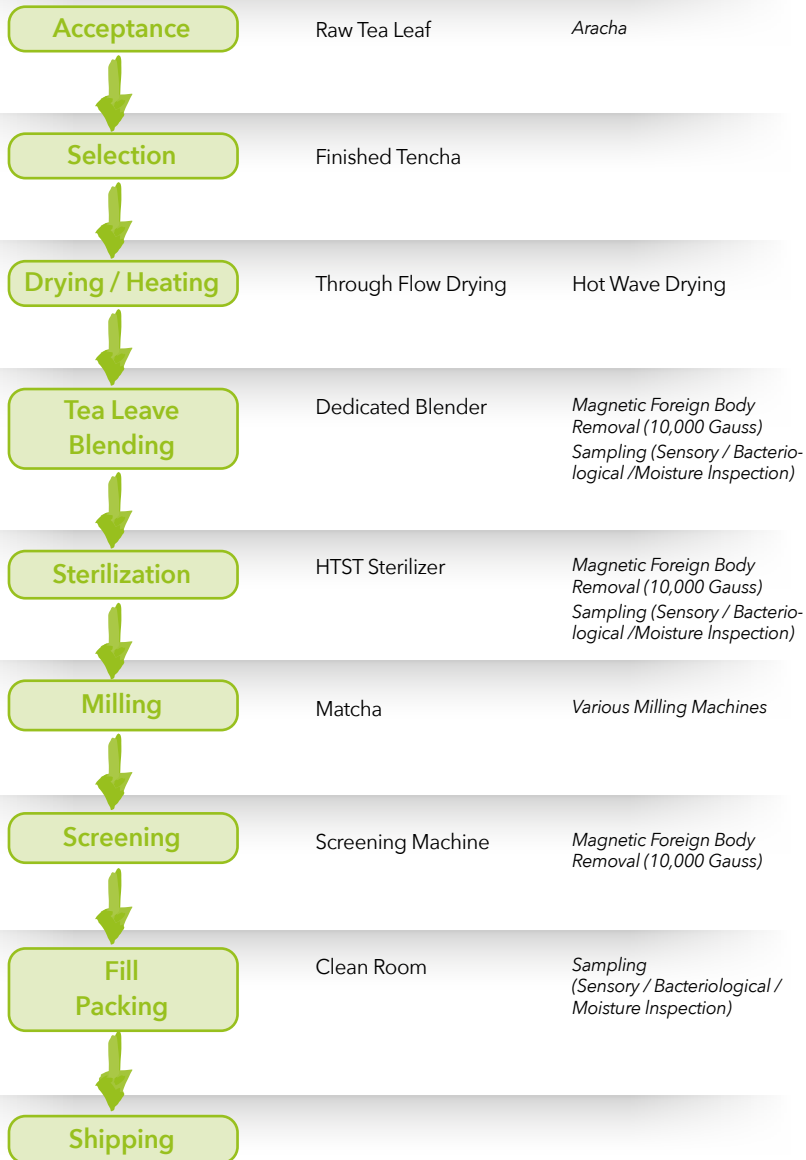 Acceptance
Raw Tea Leaf
Aracha
Selection
Finished Tencha
Drying / Heating
Through Flow Drying
Hot Wave Drying
Tea Leave
Blending
Dedicated Blender
Magnetic Foreign Body
Removal (10,000 Gauss)
Sampling (Sensory / Bacterio-
logical /Moisture Inspection)
Sterilization
HTST Sterilizer
Magnetic Foreign Body
Removal (10,000 Gauss)
Sampling (Sensory / Bacterio-
logical /Moisture Inspection)
Milling
Matcha
Various Milling Machines
Screening
Screening Machine
Magnetic Foreign Body
Removal (10,000 Gauss)
Fill
Packing
Clean Room
Sampling
(Sensory / Bacteriological /
Moisture Inspection)
Shipping